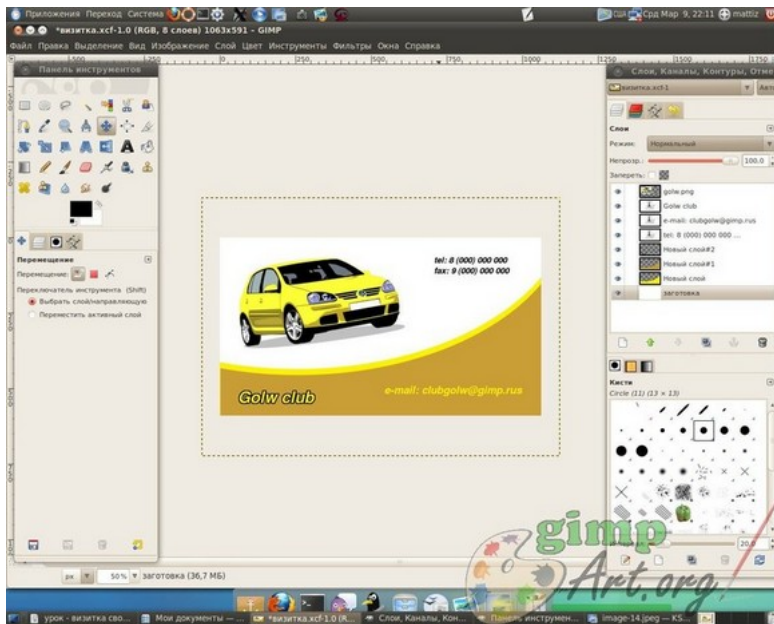 Приложения Переход Система
США Срд Мар 9, 22:11 mattiz
*визитка.xcf-1.0 (RGB, 8 слоев) 1063x591 – GIMP
Файл Правка Выделение Вид Изображение Слой Цвет Инструменты Фильтры Окна Справка
Панель инструментов
Перемещение
Перемещение:
Переключатель инструмента (Shift)
Выбрать слой/направляющую
Переместить активный слой
tel: 8 (000) 000 000
fax: 9 (000) 000 000
Golw club
e-mail: clubgolw@gimp.rus
Слои, Каналы, Контуры, Отме
визитка.xcf-1
Авто
Слои
Режим: Нормальный
Непрозр.: 100,0
Запереть:
golw.png
Golw club
e-mail: clubgolw@gimp.rus
tel: 8 (000) 000 000 ...
Новый слой#2
Новый слой#1
Новый слой
заготовка
Кисти
Circle (11) (13 × 13)
20,0
px 50% заготовка (36,7 МБ)
gimp
Art.org
урок - визитка сво...
Мои документы — ...
*визитка.xcf-1.0 (R...
Слои, Каналы, Кон...
Панель инструмен...
image-14.jpeg — KS...